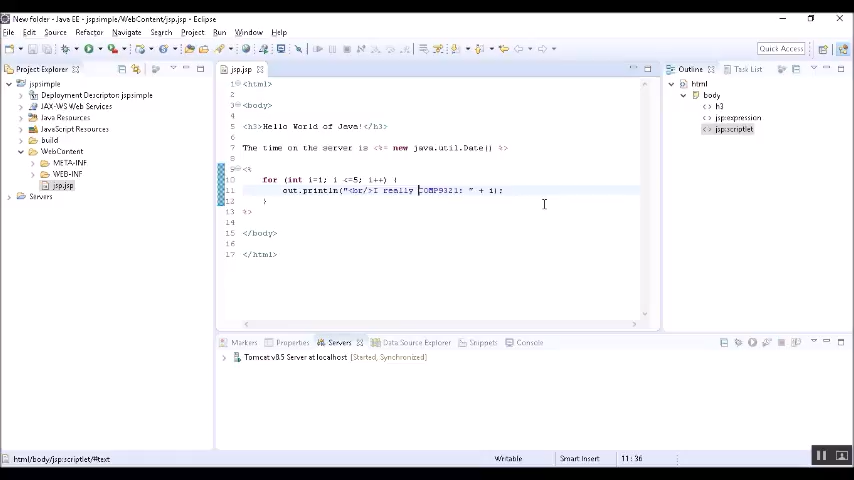 New folder - Java EE - jspsimple/WebContent/jsp.jsp - Eclipse
File Edit Source Refactor Navigate Search Project Run Window Help
Quick Access
Project Explorer
jsp.jsp
Outline Task List
jspsimple
Deployment Descriptor: jspsimple
JAX-WS Web Services
Java Resources
JavaScript Resources
build
WebContent
META-INF
WEB-INF
jsp.jsp
Servers
1 <html>
2
3 <body>
4
5 <h3>Hello World of Java!</h3>
6
7 The time on the server is <%= new java.util.Date() %>
8
9 <%
10 for (int i=1; i <=5; i++) {
11 out.println("<br/>I really COMP9321: " + i);
12 }
13 %>
14
15 </body>
16
17 </html>
html
body
h3
jsp:expression
jsp:scriptlet
Markers Properties Servers Data Source Explorer Snippets Console
Tomcat v8.5 Server at localhost [Started, Synchronized]
html/body/jsp:scriptlet/#text
Writable
Smart Insert
11 : 36